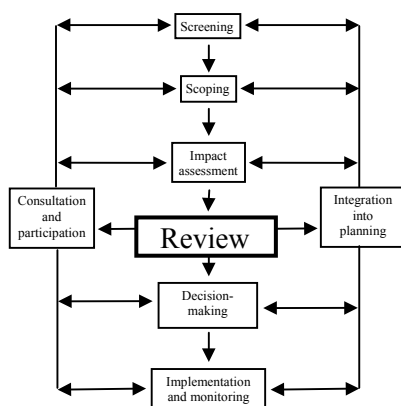 Screening
Scoping
Impact
assessment
Consultation
and
participation
Review
Integration
into
planning
Decision-
making
Implementation
and monitoring